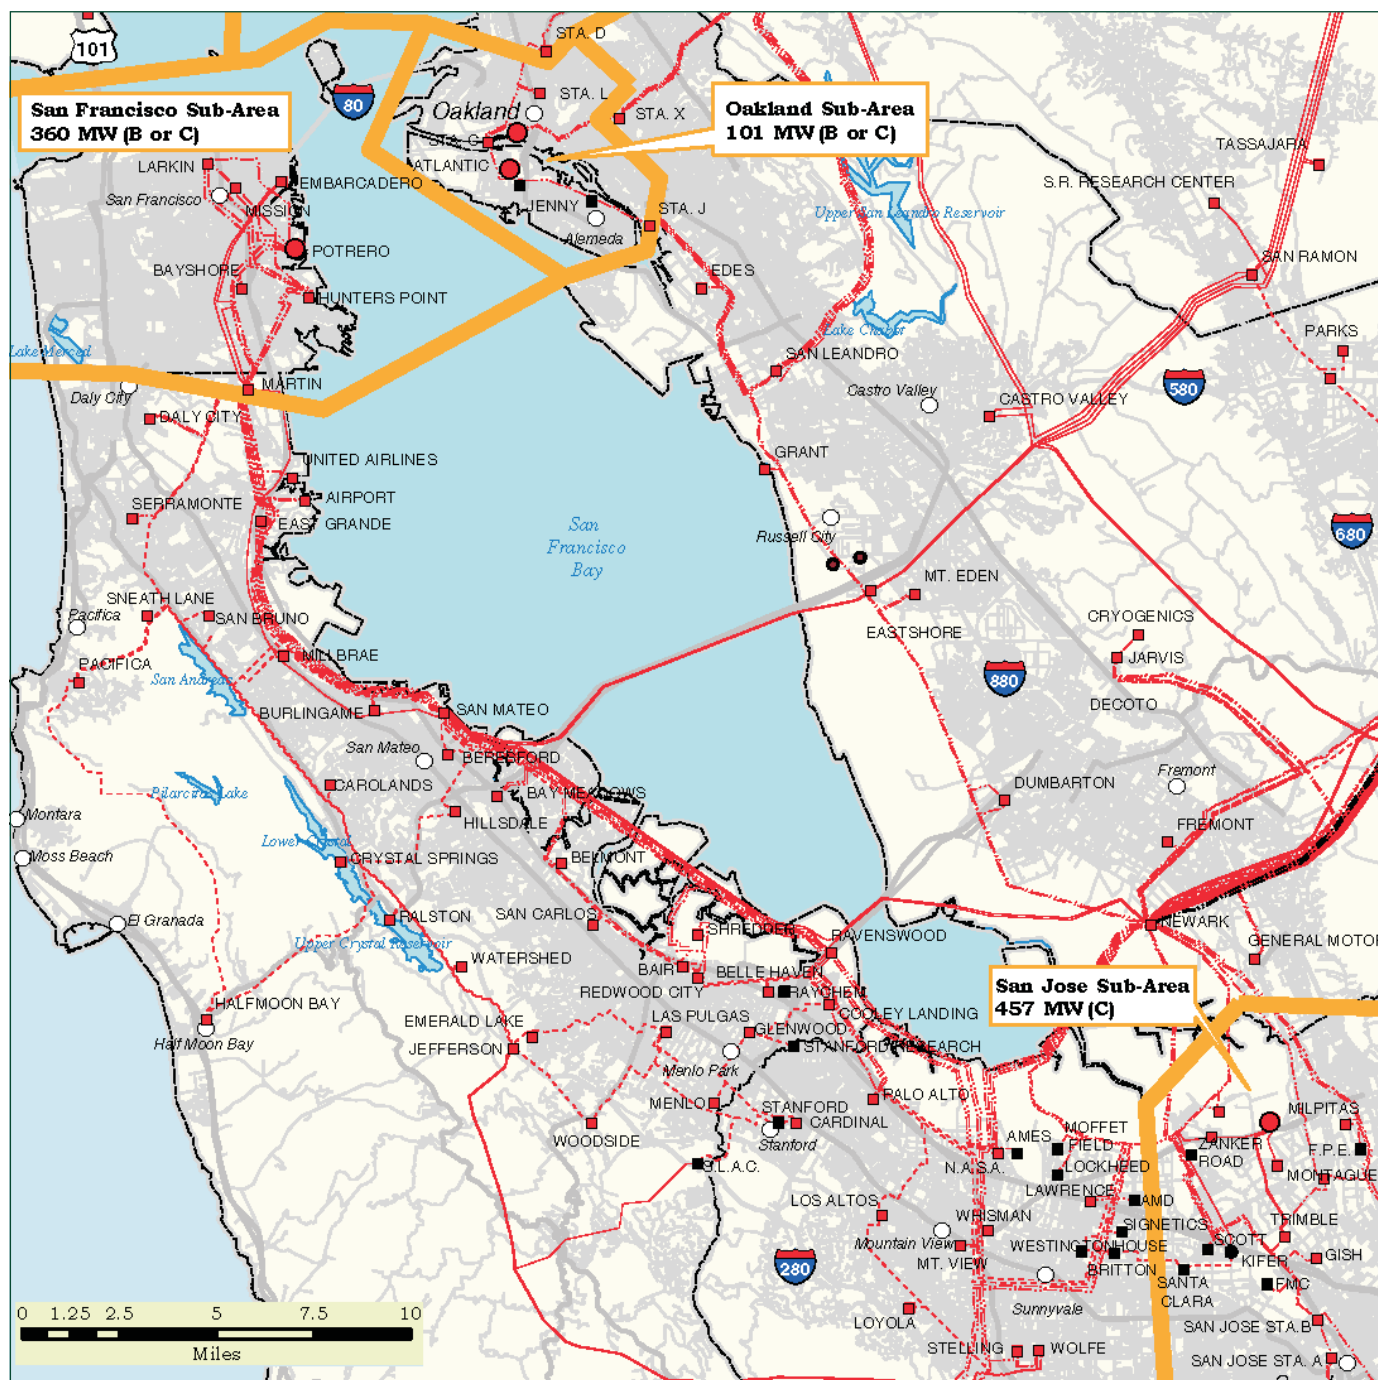 101
80
STA. D
San Francisco Sub-Area
360 MW (B or C)
Oakland
STA. L
STA. X
Oakland Sub-Area
101 MW (B or C)
STA. C
LARKIN
ATLANTIC
TASSAJARA
EMBARCADERO
San Francisco
S.R. RESEARCH CENTER
MISSION
JENNY
STA. J
Upper San Leandro Reservoir
Alameda
POTRERO
SAN RAMON
BAYSHORE
EDES
HUNTERS POINT
Lake Chabot
PARKS
Lake Merced
SAN LEANDRO
MARTIN
580
Daly City
Castro Valley
CASTRO VALLEY
DALY CITY
UNITED AIRLINES
GRANT
AIRPORT
SERRAMONTE
EAST GRANDE
San
Francisco
Bay
Russell City
680
MT. EDEN
SNEATH LANE
Pacifica
SAN BRUNO
CRYOGENICS
EASTSHORE
MILLBRAE
JARVIS
PACIFICA
San Andreas
880
DECOTO
BURLINGAME
SAN MATEO
San Mateo
BERESFORD
Fremont
CAROLANDS
DUMBARTON
Pilarcitos Lake
BAY MEADOWS
Montara
HILLSDALE
FREMONT
Lower Crystal
Moss Beach
CRYSTAL SPRINGS
BELMONT
El Granada
RALSTON
SAN CARLOS
NEWARK
SHREDDER
RAVENSWOOD
Upper Crystal Reservoir
GENERAL MOTOR
WATERSHED
BAIR
BELLE HAVEN
San Jose Sub-Area
457 MW (C)
REDWOOD CITY
RAYCHEM
HALFMOON BAY
LAS PULGAS
COOLEY LANDING
EMERALD LAKE
GLENWOOD
Half Moon Bay
JEFFERSON
STANFORD RESEARCH
Menlo Park
PALO ALTO
MENLO
STANFORD
MILPITAS
CARDINAL
MOFFET
FIELD
WOODSIDE
Stanford
AMES
ZANKER
ROAD
F.P.E.
S.L.A.C.
N.A.S.A.
LOCKHEED
MONTAGUE
LAWRENCE
AMD
LOS ALTOS
WHISMAN
TRIMBLE
SIGNETICS
Mountain View
WESTINGHOUSE
SCOTT
MT. VIEW
KIFER
GISH
280
BRITTON
SANTA
CLARA
FMC
Sunnyvale
0 1.25 2.5 5 7.5 10
LOYOLA
SAN JOSE STA.B
Miles
STELLING
WOLFE
SAN JOSE STA. A